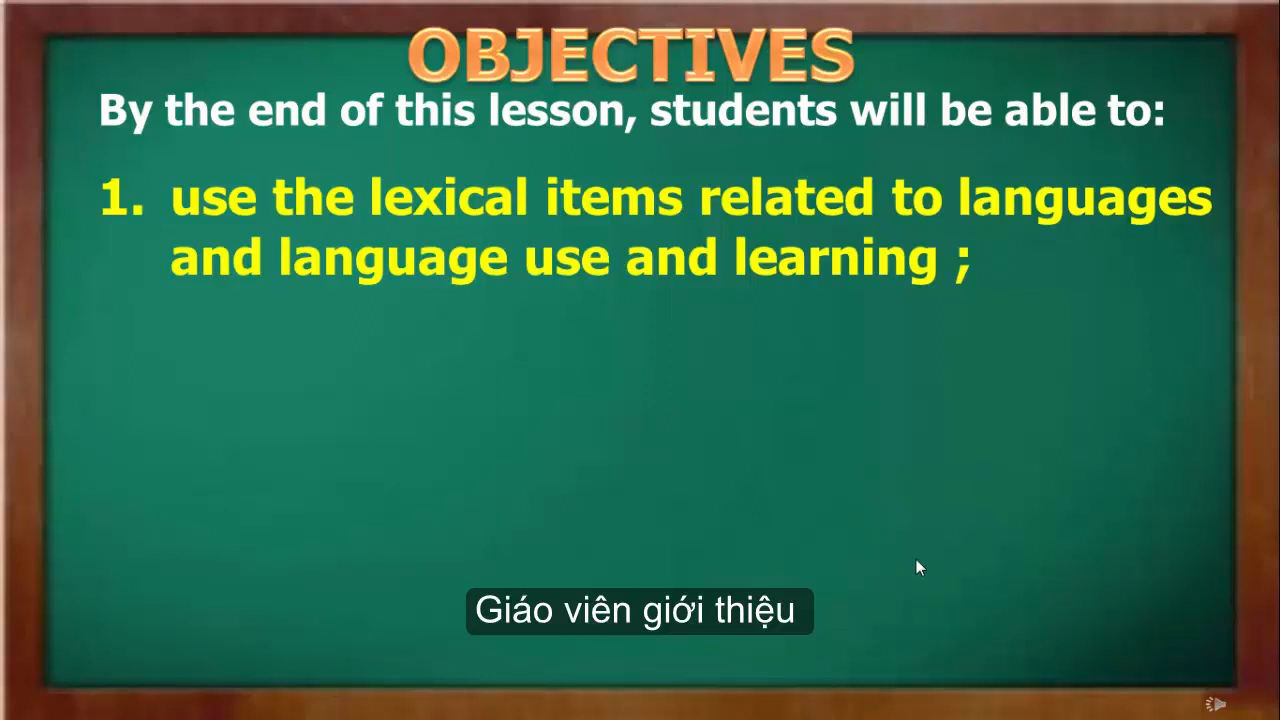 OBJECTIVES
By the end of this lesson, students will be able to:
1. use the lexical items related to languages
and language use and learning ;
Giáo viên giới thiệu